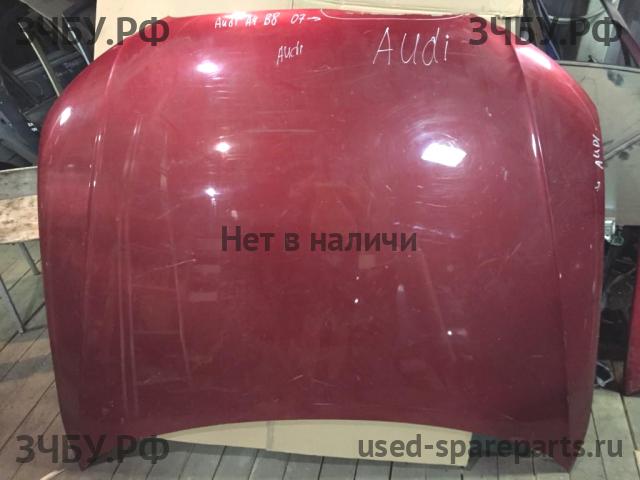 ЗЧБУ.РФ
ЗЧБУ.РФ
Audi A4 B8 07→
Audi
AUDi
AUDI
Нет в наличи
ЗЧБУ.РФ
used-spareparts.ru